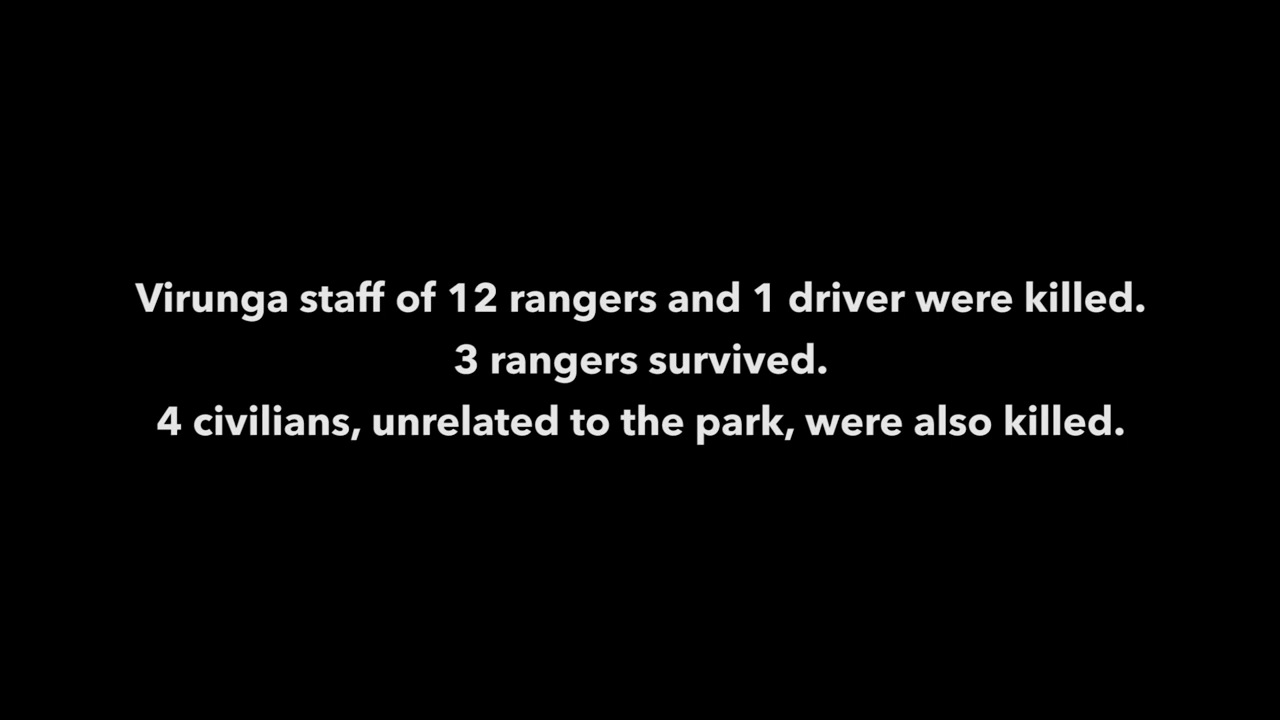 Virunga staff of 12 rangers and 1 driver were killed.
3 rangers survived.
4 civilians, unrelated to the park, were also killed.